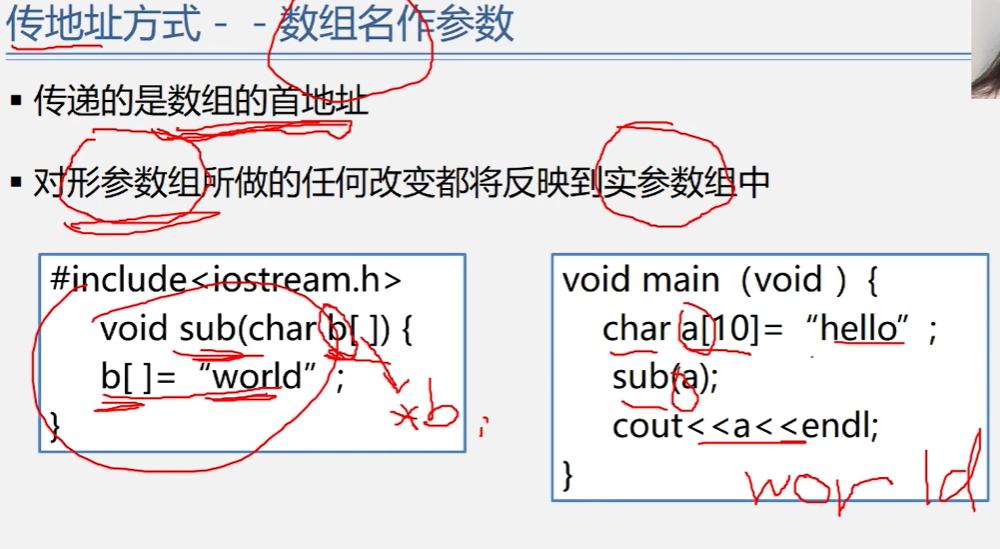 传地址方式－－数组名作参数
▪ 传递的是数组的首地址
▪ 对形参数组所做的任何改变都将反映到实参数组中
#include<iostream.h>
void sub(char b[ ]) {
b[ ]= “world” ;
}
*b ;
void main（void ）{
char a[10]= “hello” ;
sub(a);
cout<<a<<endl;
}
world